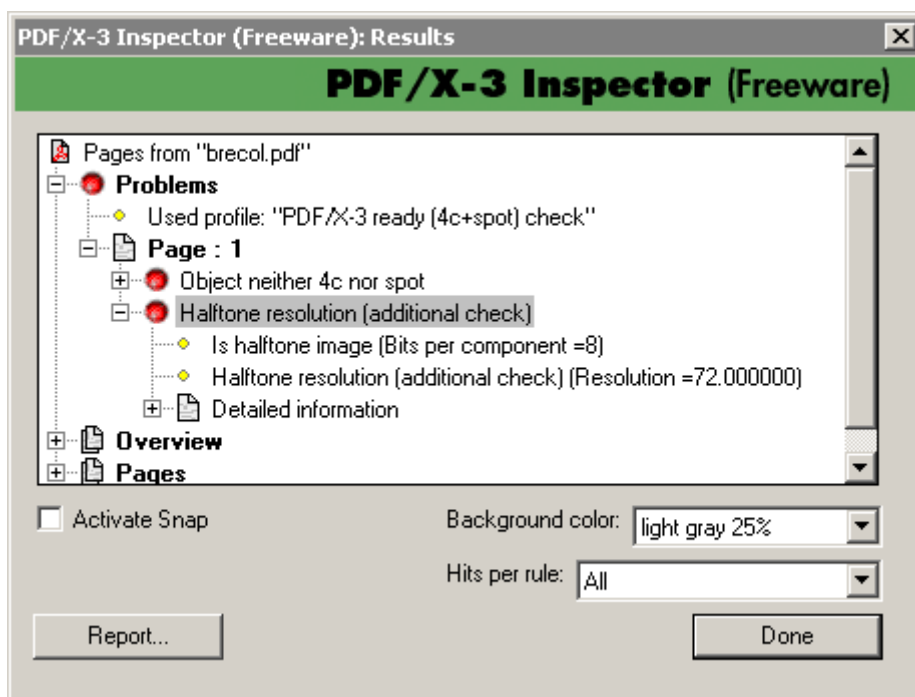 PDF/X-3 Inspector (Freeware): Results
PDF/X-3 Inspector (Freeware)
Pages from "brecol.pdf"
Problems
Used profile: "PDF/X-3 ready (4c+spot) check"
Page : 1
Object neither 4c nor spot
Halftone resolution (additional check)
Is halftone image (Bits per component =8)
Halftone resolution (additional check) (Resolution =72.000000)
Detailed information
Overview
Pages
Activate Snap
Background color: light gray 25%
Hits per rule: All
Report...
Done